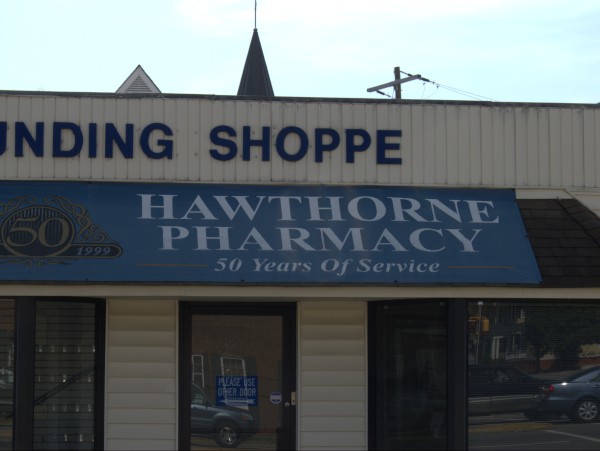 UNDING SHOPPE
50
1999
HAWTHORNE
PHARMACY
50 Years Of Service
PLEASE USE
OTHER DOOR